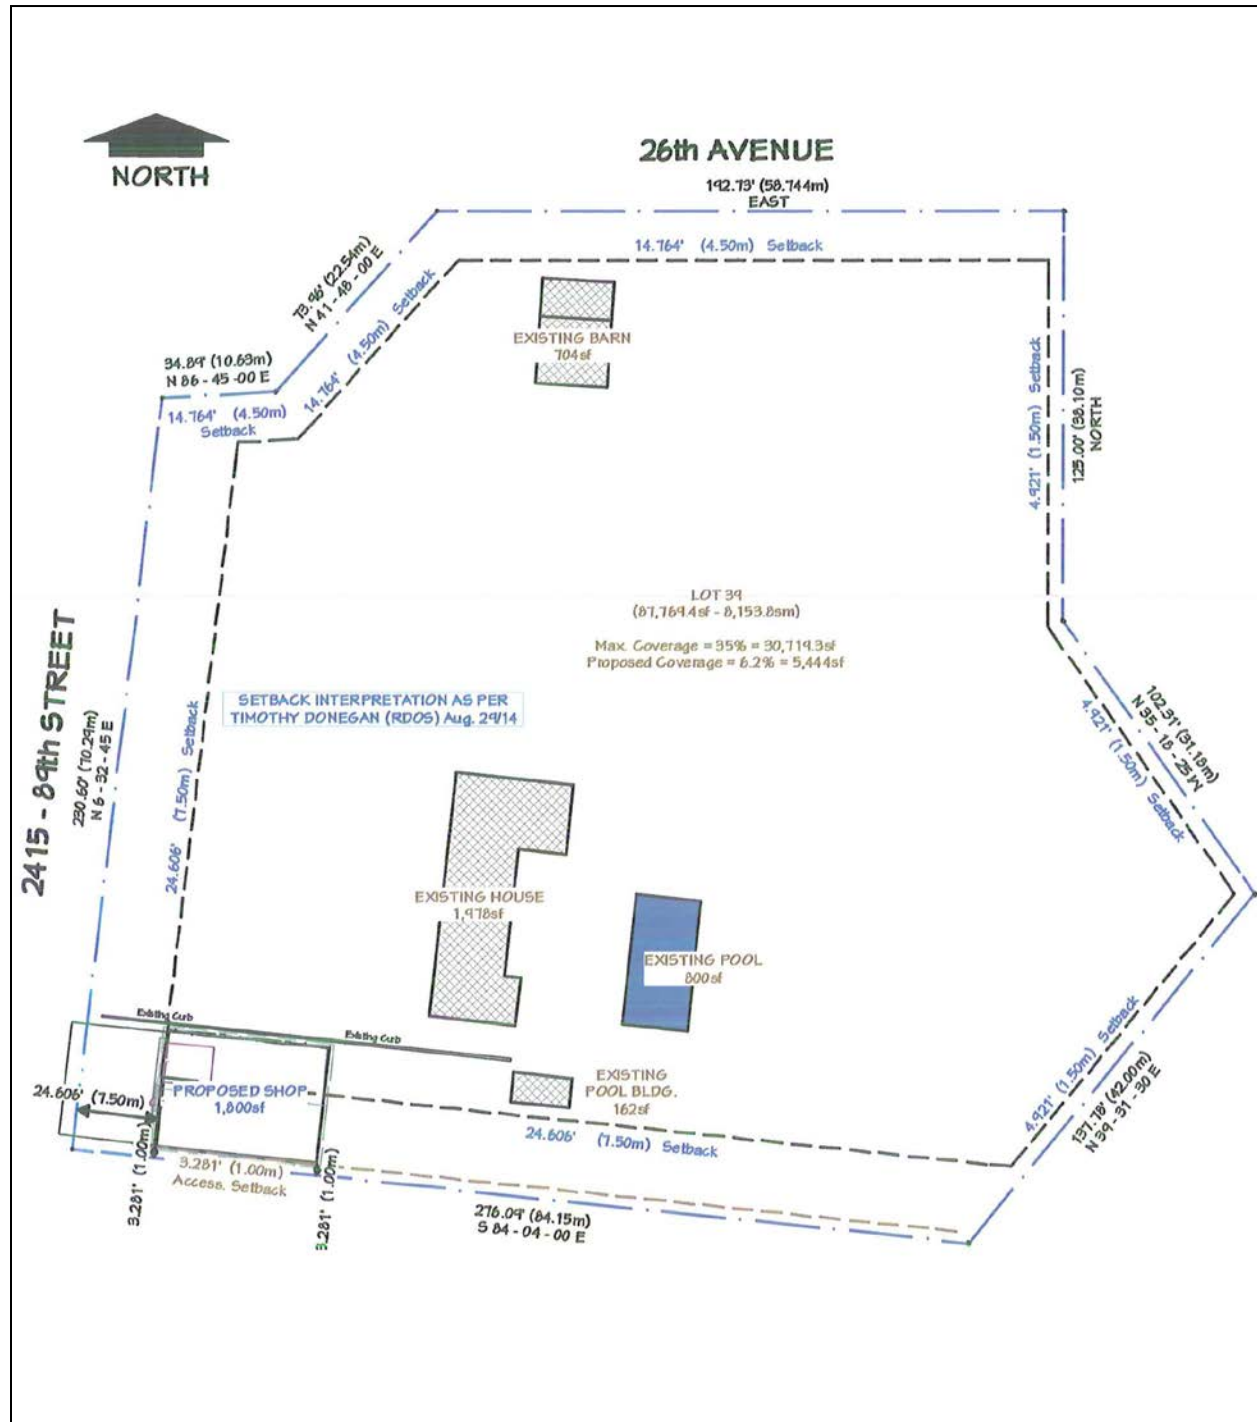 26th AVENUE
NORTH
192.73' (58.744m)
EAST
14.764' (4.50m) Setback
73.96' (22.54m)
N 41 - 48 - 00 E
14.764' (4.50m) Setback
EXISTING BARN
704sf
34.89' (10.63m)
N 86 - 45 -00 E
14.764' (4.50m)
Setback
4.921' (1.50m) Setback
125.00' (38.10m)
NORTH
LOT 39
(87,769.4sf - 8,153.8sm)
Max. Coverage = 35% = 30,719.3sf
Proposed Coverage = 6.2% = 5,444sf
2415 - 89th STREET
230.60' (70.29m)
N 6 - 32 - 45 E
24.606' (7.50m) Setback
SETBACK INTERPRETATION AS PER
TIMOTHY DONEGAN (RDOS) Aug. 29/14
102.31' (31.18m)
N 35 - 18 - 25 W
4.921' (1.50m) Setback
EXISTING HOUSE
1,978sf
EXISTING POOL
800sf
Existing Curb
Existing Curb
24.606' (7.50m)
PROPOSED SHOP
1,800sf
EXISTING
POOL BLDG.
162sf
24.606' (7.50m) Setback
4.921' (1.50m) Setback
137.78' (42.00m)
N 39 - 31 - 30 E
3.281' (1.00m)
3.281' (1.00m)
Access. Setback
3.281' (1.00m)
276.09' (84.15m)
S 84 - 04 - 00 E